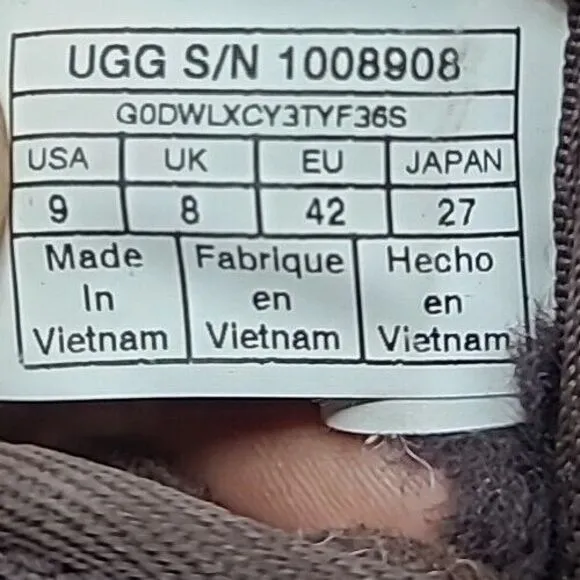 UGG S/N 1008908
G0DWLXCY3TYF36S
USA UK EU JAPAN
9 8 42 27
Made Fabrique Hecho
In en en
Vietnam Vietnam Vietnam